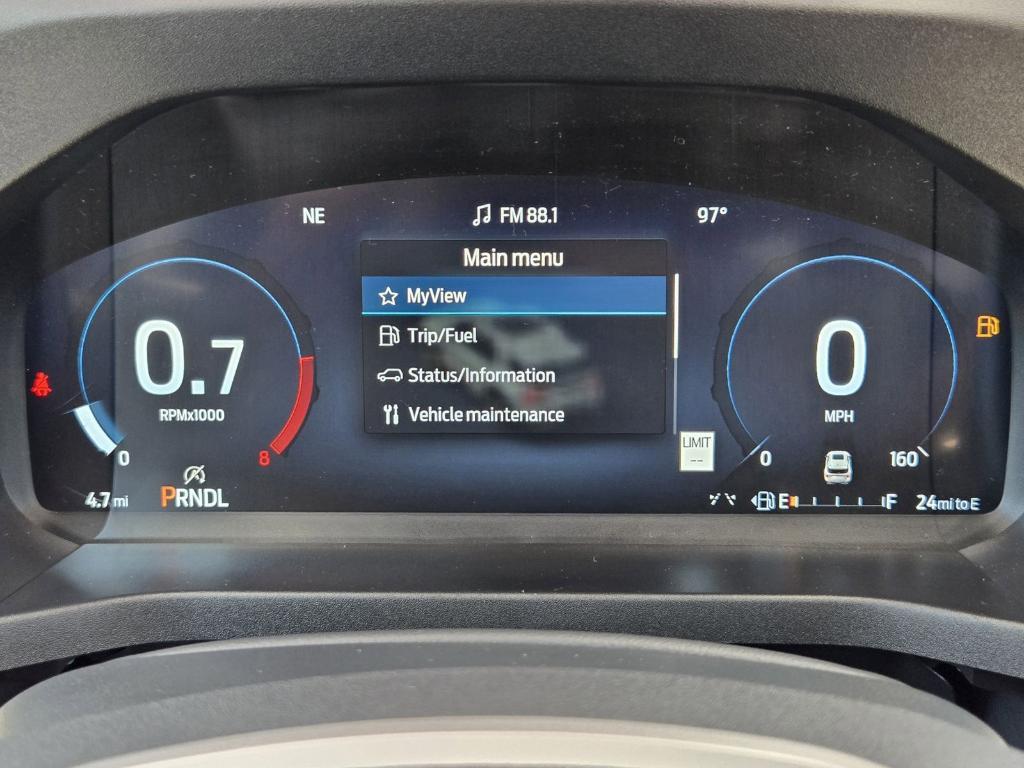 NE
FM 88.1
97°
Main menu
MyView
Trip/Fuel
Status/Information
Vehicle maintenance
0.7
RPMx1000
0
8
0
MPH
0
160
LIMIT
--
4.7 mi
PRNDL
E
F
24 mi to E